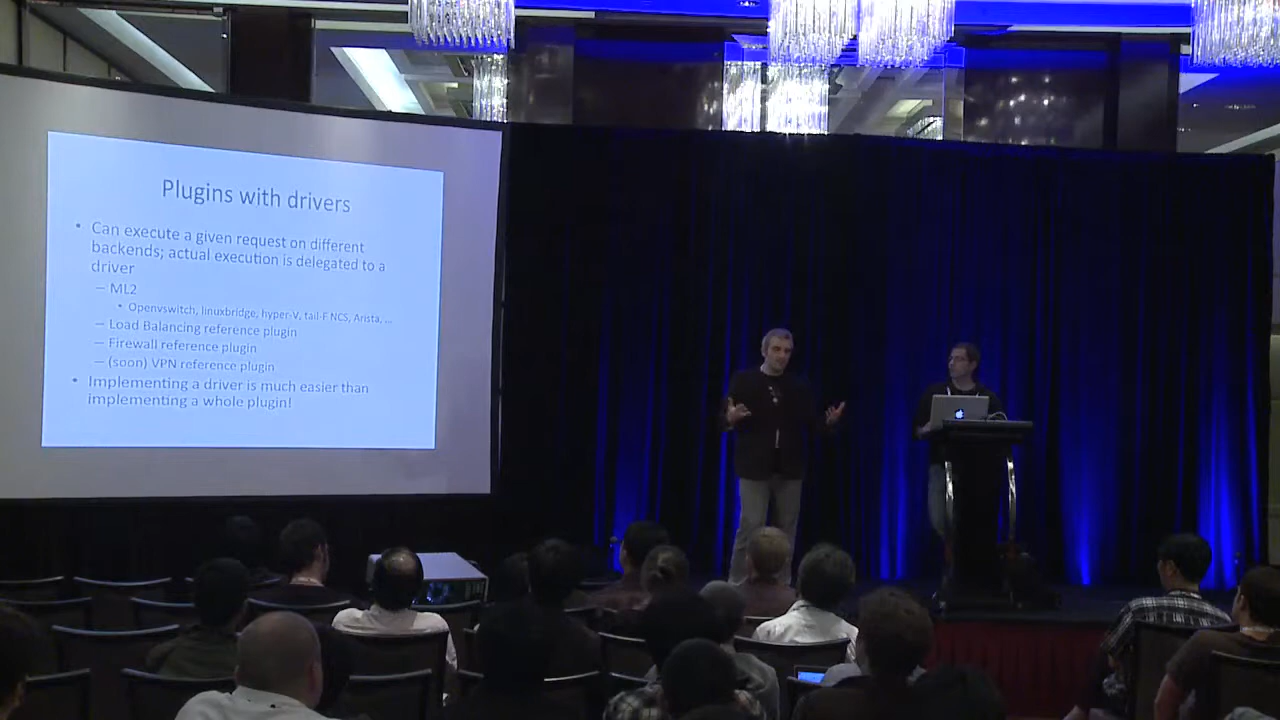 Plugins with drivers
• Can execute a given request on different
backends; actual execution is delegated to a
driver
– ML2
• Openvswitch, linuxbridge, hyper-V, tail-F NCS, Arista, ...
– Load Balancing reference plugin
– Firewall reference plugin
– (soon) VPN reference plugin
• Implementing a driver is much easier than
implementing a whole plugin!